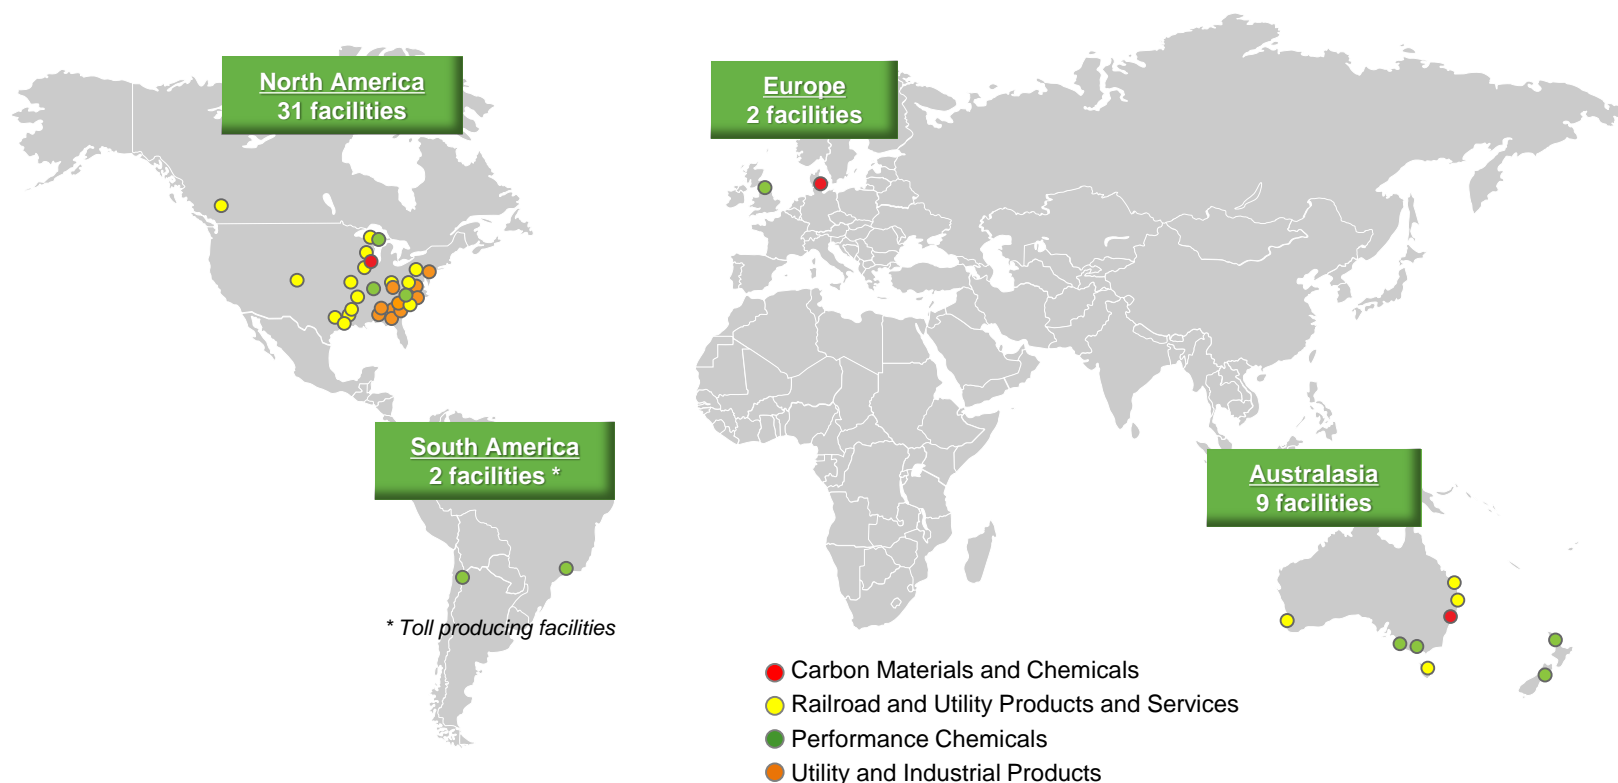 North America
31 facilities
Europe
2 facilities
South America
2 facilities *
Australasia
9 facilities
* Toll producing facilities
Carbon Materials and Chemicals
Railroad and Utility Products and Services
Performance Chemicals
Utility and Industrial Products